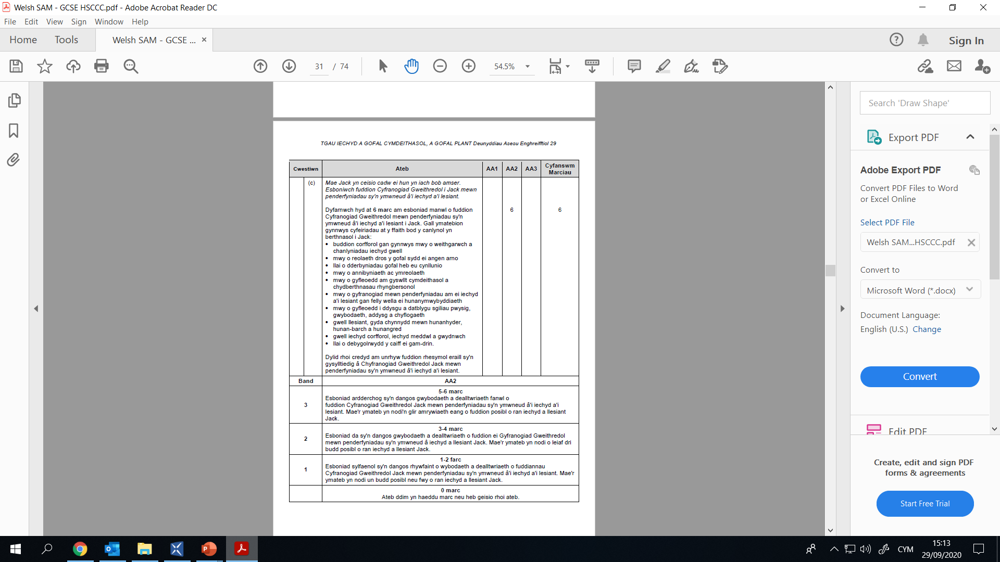 Welsh SAM - GCSE HSCCC.pdf - Adobe Acrobat Reader DC
File Edit View Sign Window Help
Home Tools Welsh SAM - GCSE ... × Sign In
31 / 74 54.5%
Search 'Draw Shape'
Export PDF
Adobe Export PDF
Convert PDF Files to Word
or Excel Online
Select PDF File
Welsh SAM...HSCCC.pdf
Convert to
Microsoft Word (*.docx)
Document Language:
English (U.S.) Change
Convert
Edit PDF
Create, edit and sign PDF
forms & agreements
Start Free Trial
TGAU IECHYD A GOFAL CYMDEITHASOL, A GOFAL PLANT Deunyddiau Asesu Enghreifftiol 29
Cwestiwn Ateb AA1 AA2 AA3 Cyfanswm
Marciau
(c) Mae Jack yn ceisio cadw ei hun yn iach bob amser.
Esboniwch fuddion Cyfranogiad Gweithredol i Jack mewn
penderfyniadau sy'n ymwneud â'i iechyd a'i lesiant.
Dyfarnwch hyd at 6 marc am esboniad manwl o fuddion 6 6
Cyfranogiad Gweithredol mewn penderfyniadau sy'n
ymwneud â'i iechyd a'i lesiant i Jack. Gall ymatebion
gynnwys cyfeiriadau at y ffaith bod y canlynol yn
berthnasol i Jack:
• buddion corfforol gan gynnwys mwy o weithgarwch a
chanlyniadau iechyd gwell
• mwy o reolaeth dros y gofal sydd ei angen arno
• llai o dderbyniadau gofal heb eu cynllunio
• mwy o annibyniaeth ac ymreolaeth
• mwy o gyfleoedd am gyswllt cymdeithasol a
chydberthnasau rhyngbersonol
• mwy o gyfranogiad mewn penderfyniadau am ei iechyd
a'i lesiant gan felly wella ei hunanymwybyddiaeth
• mwy o gyfleoedd i ddysgu a datblygu sgiliau pwysig,
gwybodaeth, addysg a chyflogaeth
• gwell llesiant, gyda chynnydd mewn hunanhyder,
hunan-barch a hunangred
• gwell iechyd corfforol, iechyd meddwl a gwydnwch
• llai o debygolrwydd y caiff ei gam-drin.
Dylid rhoi credyd am unrhyw fuddion rhesymol eraill sy'n
gysylltiedig â Chyfranogiad Gweithredol Jack mewn
penderfyniadau sy'n ymwneud â'i iechyd a'i lesiant.
Band AA2
5-6 marc
3 Esboniad ardderchog sy'n dangos gwybodaeth a dealltwriaeth fanwl o
fuddion Cyfranogiad Gweithredol Jack mewn penderfyniadau sy'n ymwneud â'i iechyd a'i
lesiant. Mae'r ymateb yn nodi'n glir amrywiaeth eang o fuddion posibl o ran iechyd a llesiant
Jack.
3-4 marc
2 Esboniad da sy'n dangos gwybodaeth a dealltwriaeth o fuddion ei Gyfranogiad Gweithredol
mewn penderfyniadau sy'n ymwneud â iechyd a llesiant Jack. Mae'r ymateb yn nodi o leiaf dri
budd posibl o ran iechyd a llesiant Jack.
1-2 farc
1 Esboniad sylfaenol sy'n dangos rhywfaint o wybodaeth a dealltwriaeth o fuddiannau
Cyfranogiad Gweithredol Jack mewn penderfyniadau sy'n ymwneud â'i iechyd a'i lesiant. Mae'r
ymateb yn nodi un budd posibl neu fwy o ran iechyd a llesiant Jack.
0 marc
Ateb ddim yn haeddu marc neu heb geisio rhoi ateb.
CYM 15:13
29/09/2020